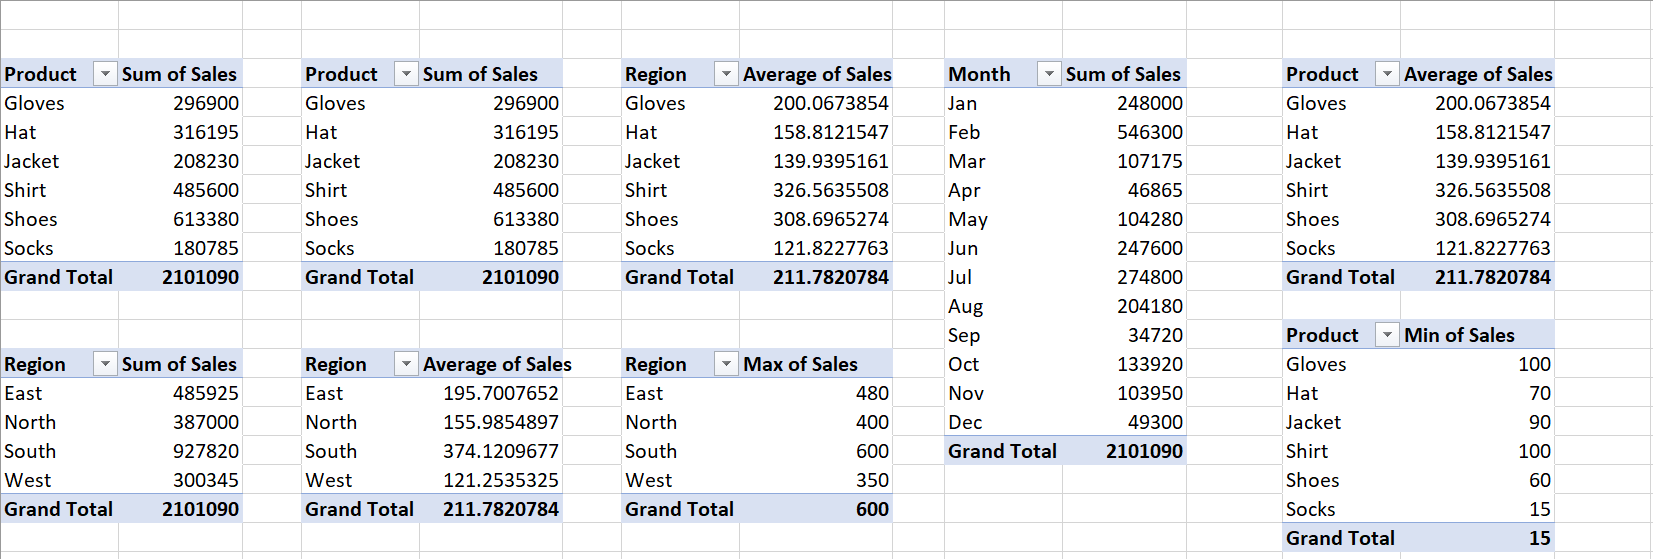 Product Sum of Sales
Gloves 296900
Hat 316195
Jacket 208230
Shirt 485600
Shoes 613380
Socks 180785
Grand Total 2101090
Product Sum of Sales
Gloves 296900
Hat 316195
Jacket 208230
Shirt 485600
Shoes 613380
Socks 180785
Grand Total 2101090
Region Average of Sales
Gloves 200.0673854
Hat 158.8121547
Jacket 139.9395161
Shirt 326.5635508
Shoes 308.6965274
Socks 121.8227763
Grand Total 211.7820784
Month Sum of Sales
Jan 248000
Feb 546300
Mar 107175
Apr 46865
May 104280
Jun 247600
Jul 274800
Aug 204180
Sep 34720
Oct 133920
Nov 103950
Dec 49300
Grand Total 2101090
Product Average of Sales
Gloves 200.0673854
Hat 158.8121547
Jacket 139.9395161
Shirt 326.5635508
Shoes 308.6965274
Socks 121.8227763
Grand Total 211.7820784
Region Sum of Sales
East 485925
North 387000
South 927820
West 300345
Grand Total 2101090
Region Average of Sales
East 195.7007652
North 155.9854897
South 374.1209677
West 121.2535325
Grand Total 211.7820784
Region Max of Sales
East 480
North 400
South 600
West 350
Grand Total 600
Product Min of Sales
Gloves 100
Hat 70
Jacket 90
Shirt 100
Shoes 60
Socks 15
Grand Total 15